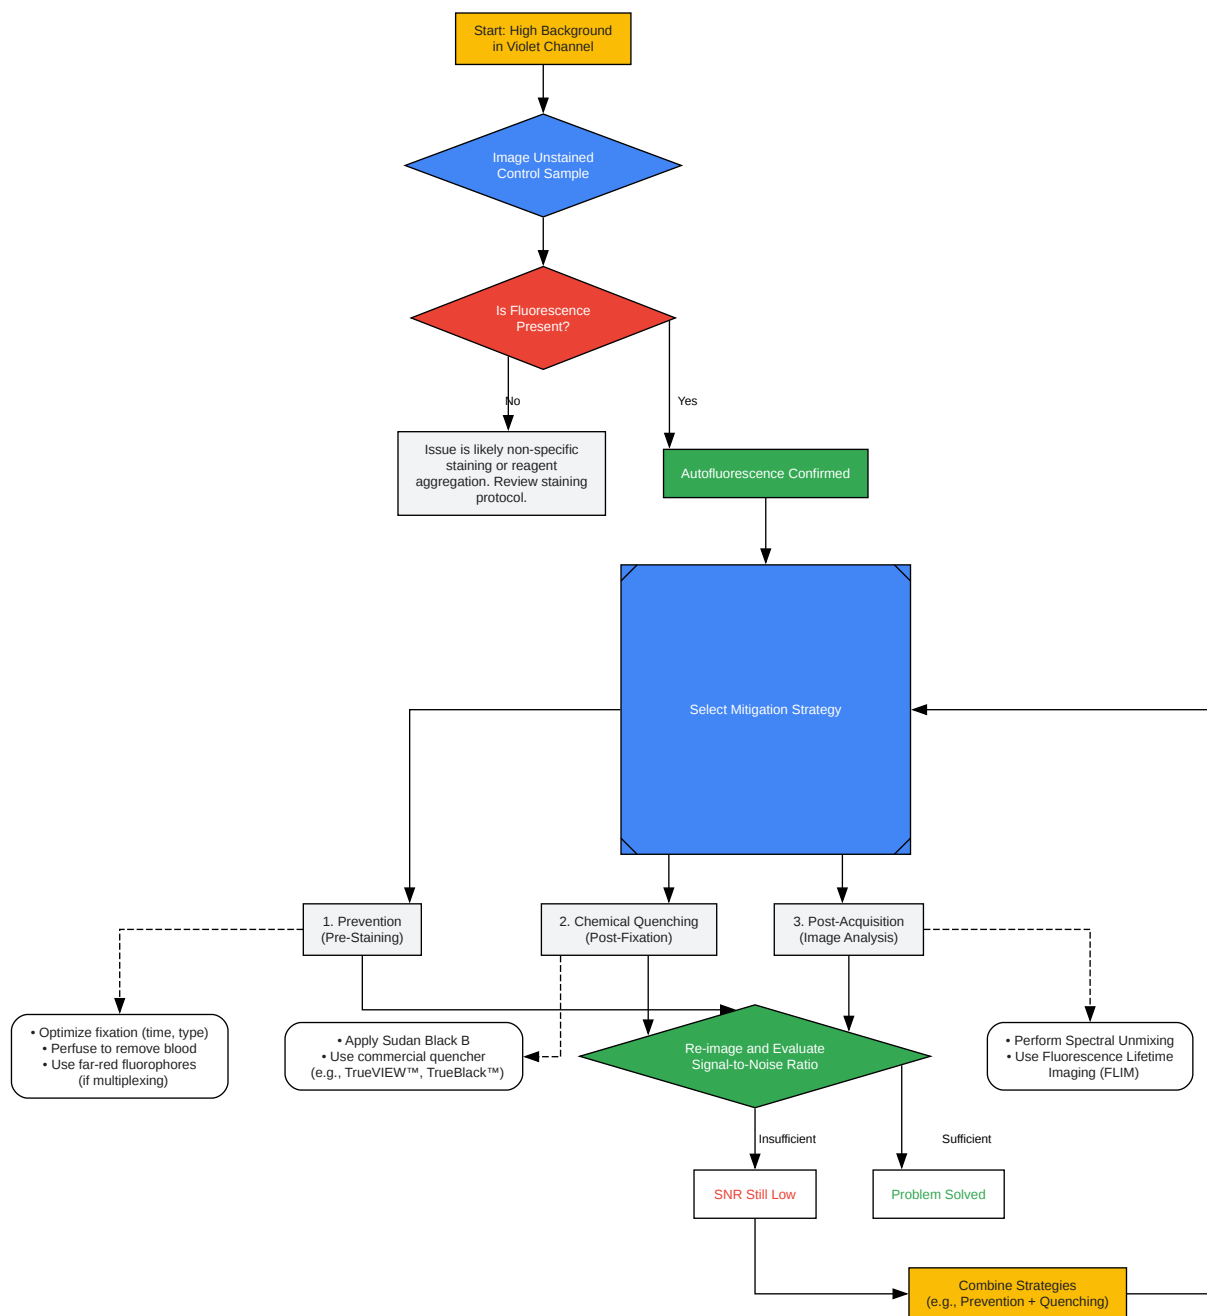 Start: High Background
in Violet Channel
Image Unstained
Control Sample
Is Fluorescence
Present?
No
Yes
Issue is likely non-specific
staining or reagent
aggregation. Review staining
protocol.
Autofluorescence Confirmed
Select Mitigation Strategy
1. Prevention
(Pre-Staining)
2. Chemical Quenching
(Post-Fixation)
3. Post-Acquisition
(Image Analysis)
• Optimize fixation (time, type)
• Perfuse to remove blood
• Use far-red fluorophores
(if multiplexing)
• Apply Sudan Black B
• Use commercial quencher
(e.g., TrueVIEW™, TrueBlack™)
Re-image and Evaluate
Signal-to-Noise Ratio
• Perform Spectral Unmixing
• Use Fluorescence Lifetime
Imaging (FLIM)
Insufficient
Sufficient
SNR Still Low
Problem Solved
Combine Strategies
(e.g., Prevention + Quenching)